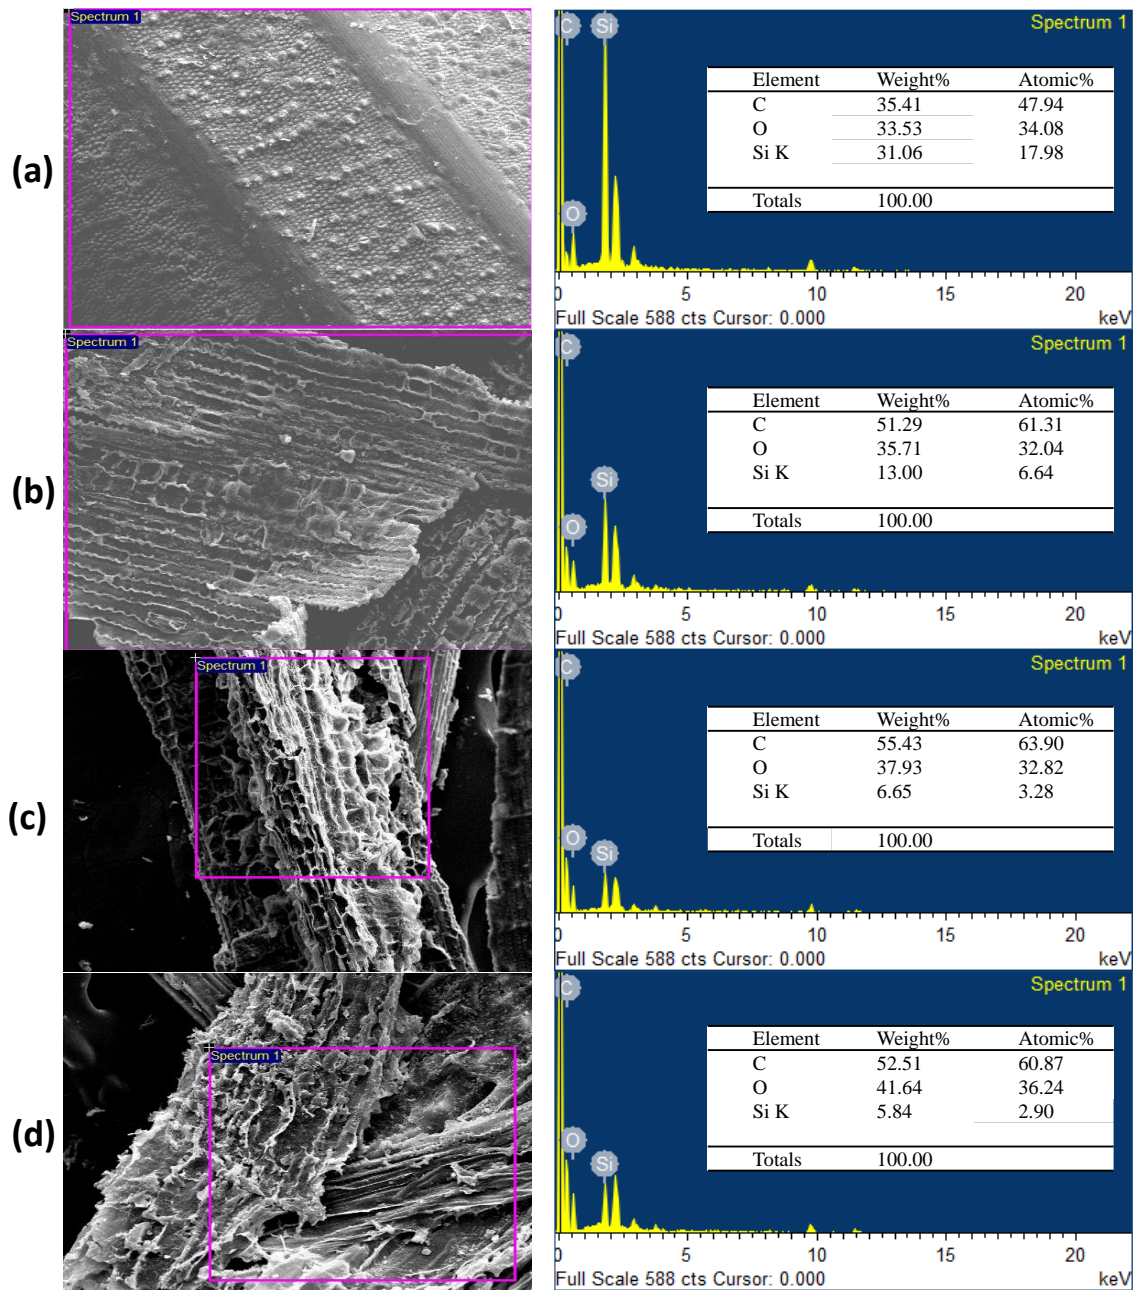 (a)
Spectrum 1
Spectrum 1
C Si
O
Element Weight% Atomic%
C 35.41 47.94
O 33.53 34.08
Si K 31.06 17.98
Totals 100.00
0 5 10 15 20
Full Scale 588 cts Cursor: 0.000 keV
(b)
Spectrum 1
Spectrum 1
C
Si
O
Element Weight% Atomic%
C 51.29 61.31
O 35.71 32.04
Si K 13.00 6.64
Totals 100.00
0 5 10 15 20
Full Scale 588 cts Cursor: 0.000 keV
(c)
Spectrum 1
Spectrum 1
C
O
Si
Element Weight% Atomic%
C 55.43 63.90
O 37.93 32.82
Si K 6.65 3.28
Totals 100.00
0 5 10 15 20
Full Scale 588 cts Cursor: 0.000 keV
(d)
Spectrum 1
Spectrum 1
C
O
Si
Element Weight% Atomic%
C 52.51 60.87
O 41.64 36.24
Si K 5.84 2.90
Totals 100.00
0 5 10 15 20
Full Scale 588 cts Cursor: 0.000 keV